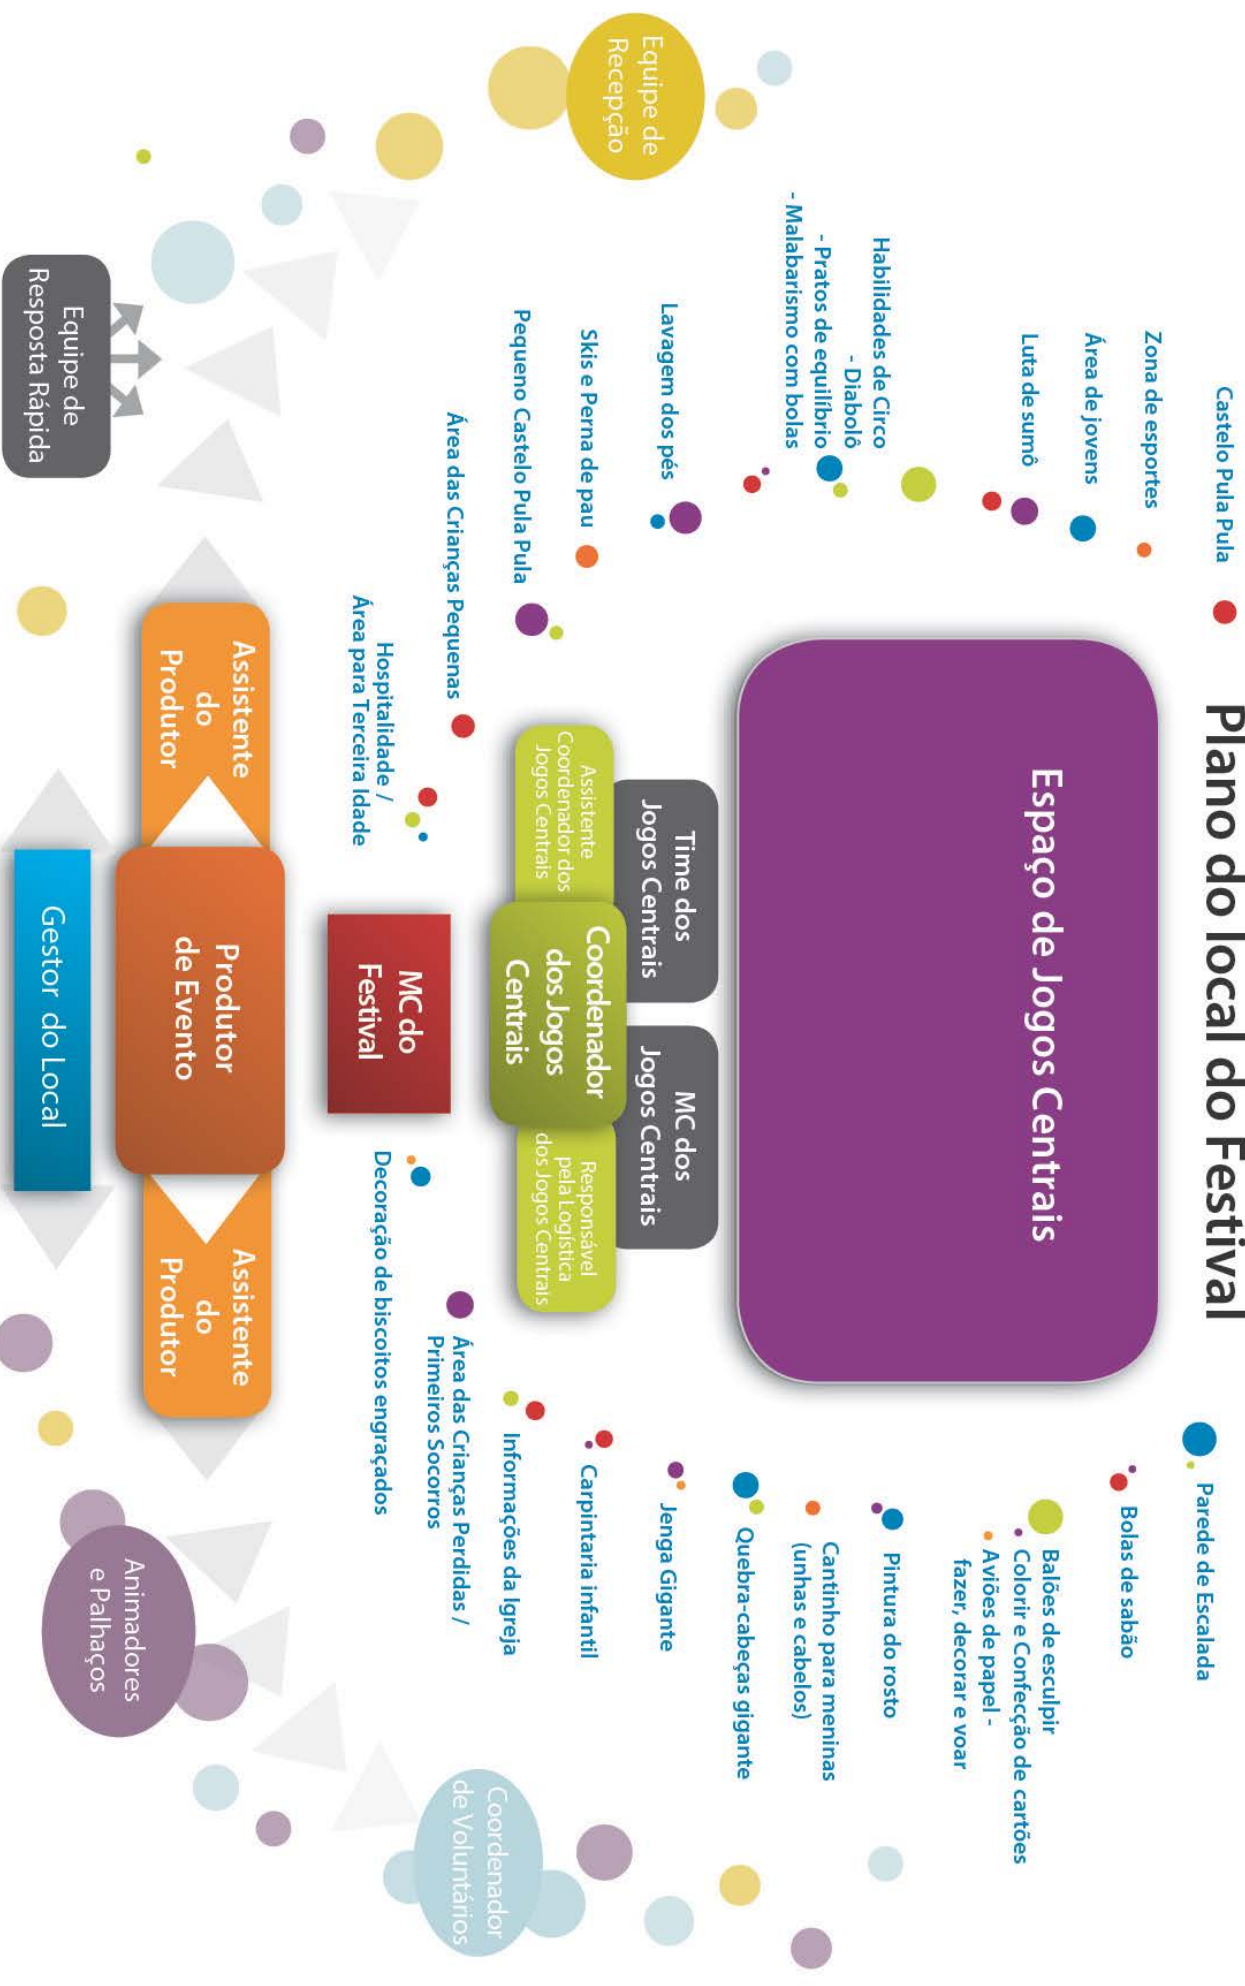 Plano do local do Festival
Castelo Pula Pula
Zona de esportes
Área de jovens
Luta de sumô
Habilidades de Circo
- Diabolô
- Pratos de equilíbrio
- Malabarismo com bolas
Lavagem dos pés
Skis e Perna de pau
Pequeno Castelo Pula Pula
Área das Crianças Pequenas
Hospitalidade /
Área para Terceira Idade
Espaço de Jogos Centrais
Time dos
Jogos Centrais
MC dos
Jogos Centrais
Assistente
Coordenador dos
Jogos Centrais
Coordenador
dos Jogos
Centrais
Responsável
pela Logística
dos Jogos Centrais
MC do
Festival
Parede de Escalada
Bolas de sabão
Balões de esculpir
Colorir e Confecção de cartões
Aviões de papel -
fazer, decorar e voar
Pintura do rosto
Cantinho para meninas
(unhas e cabelos)
Quebra-cabeças gigante
Jenga Gigante
Carpintaria infantil
Informações da Igreja
Área das Crianças Perdidas /
Primeiros Socorros
Decoração de biscoitos engraçados
Equipe de
Recepção
Equipe de
Resposta Rápida
Assistente
do
Produtor
Produtor
de Evento
Assistente
do
Produtor
Gestor do Local
Animadores
e Palhaços
Coordenador
de Voluntários